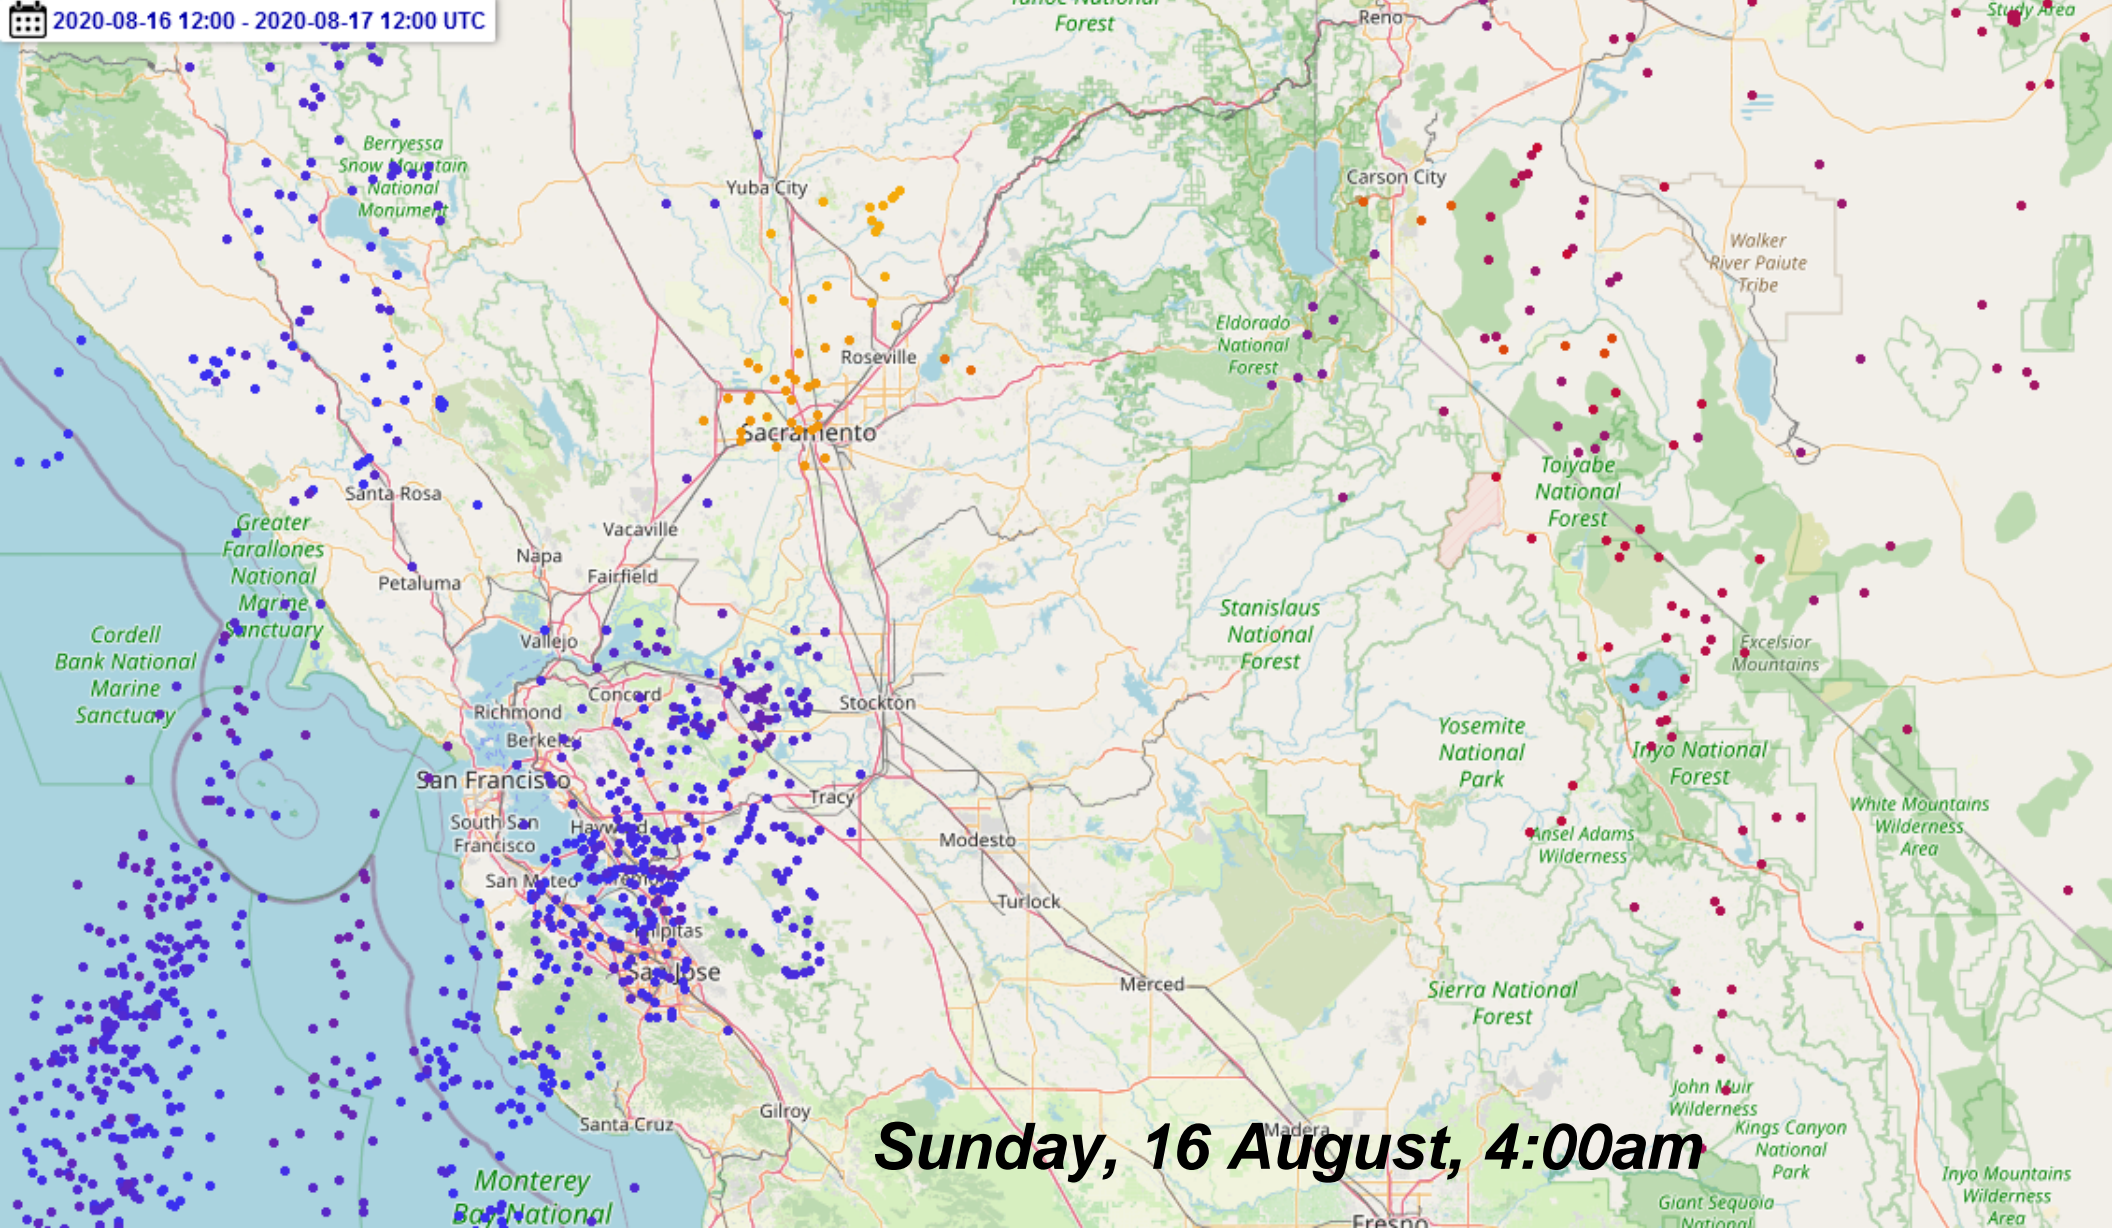 2020-08-16 12:00 - 2020-08-17 12:00 UTC
Forest
Reno
Study Area
Berryessa
Snow Mountain
National
Monument
Yuba City
Carson City
Walker
River Paiute
Tribe
Eldorado
National
Forest
Roseville
Sacramento
Santa Rosa
Toiyabe
National
Forest
Greater
Farallones
National
Marine
Sanctuary
Vacaville
Napa
Fairfield
Petaluma
Cordell
Bank National
Marine
Sanctuary
Vallejo
Stanislaus
National
Forest
Excelsior
Mountains
Concord
Stockton
Richmond
Berkeley
Yosemite
National
Park
Inyo National
Forest
San Francisco
Tracy
South San
Francisco
Hayward
Modesto
Ansel Adams
Wilderness
White Mountains
Wilderness
Area
San Mateo
Fremont
Turlock
Milpitas
San Jose
Merced
Sierra National
Forest
John Muir
Wilderness
Kings Canyon
National
Park
Gilroy
Santa Cruz
Madera
Sunday, 16 August, 4:00am
Monterey
Bay National
Inyo Mountains
Wilderness
Area
Giant Sequoia
National
Fresno